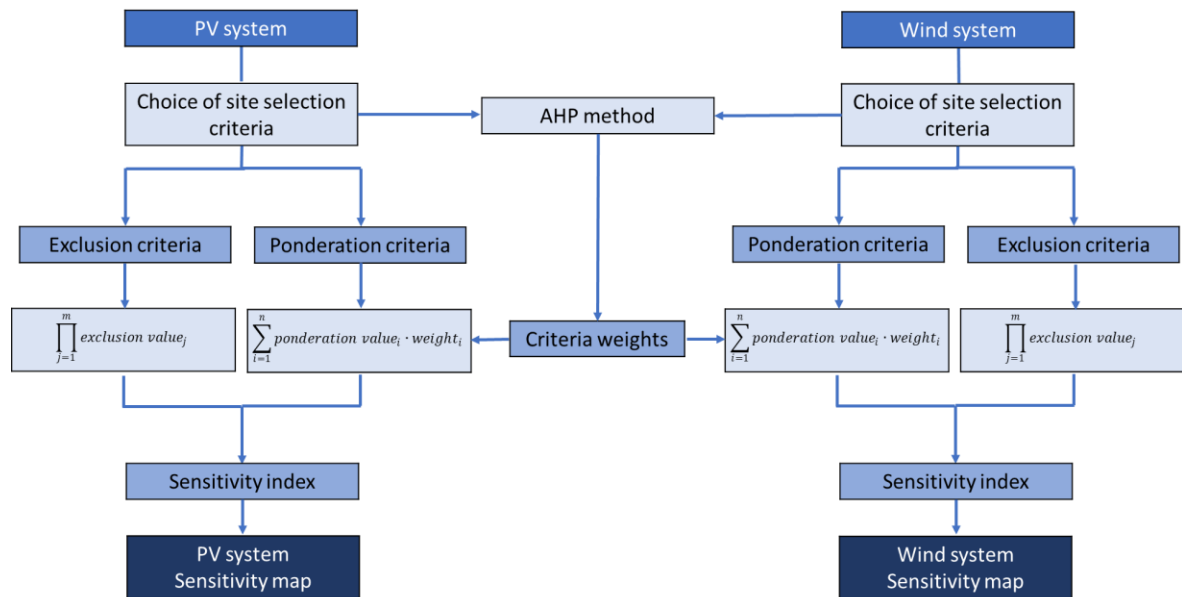 PV system
Wind system
Choice of site selection
criteria
AHP method
Choice of site selection
criteria
Exclusion criteria
Ponderation criteria
Ponderation criteria
Exclusion criteria
∏_{j=1}^{m} exclusion value_j
∑_{i=1}^{n} ponderation value_i · weight_i
Criteria weights
∑_{i=1}^{n} ponderation value_i · weight_i
∏_{j=1}^{m} exclusion value_j
Sensitivity index
Sensitivity index
PV system
Sensitivity map
Wind system
Sensitivity map